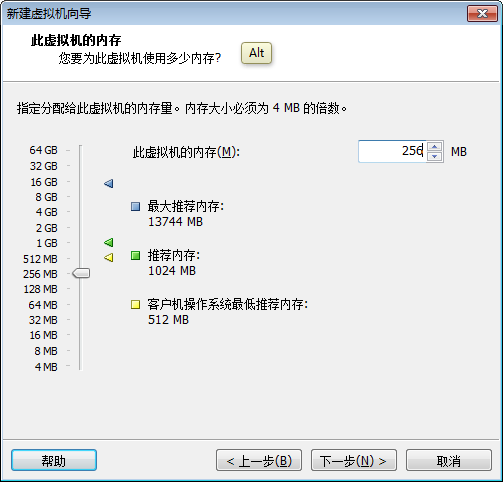 新建虚拟机向导
此虚拟机的内存
您要为此虚拟机使用多少内存?
Alt
指定分配给此虚拟机的内存量。内存大小必须为 4 MB 的倍数。
64 GB
32 GB
16 GB
8 GB
4 GB
2 GB
1 GB
512 MB
256 MB
128 MB
64 MB
32 MB
16 MB
8 MB
4 MB
此虚拟机的内存(M):
256 MB
最大推荐内存:
13744 MB
推荐内存:
1024 MB
客户机操作系统最低推荐内存:
512 MB
帮助
< 上一步(B)
下一步(N) >
取消